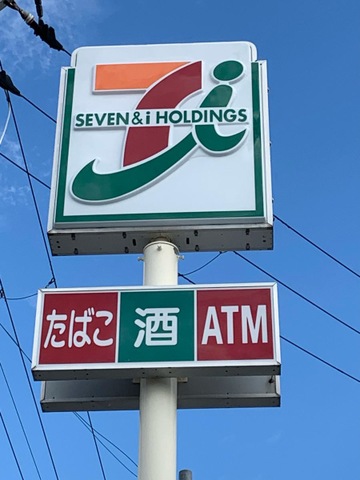 SEVEN & i HOLDINGS
たばこ 酒 ATM